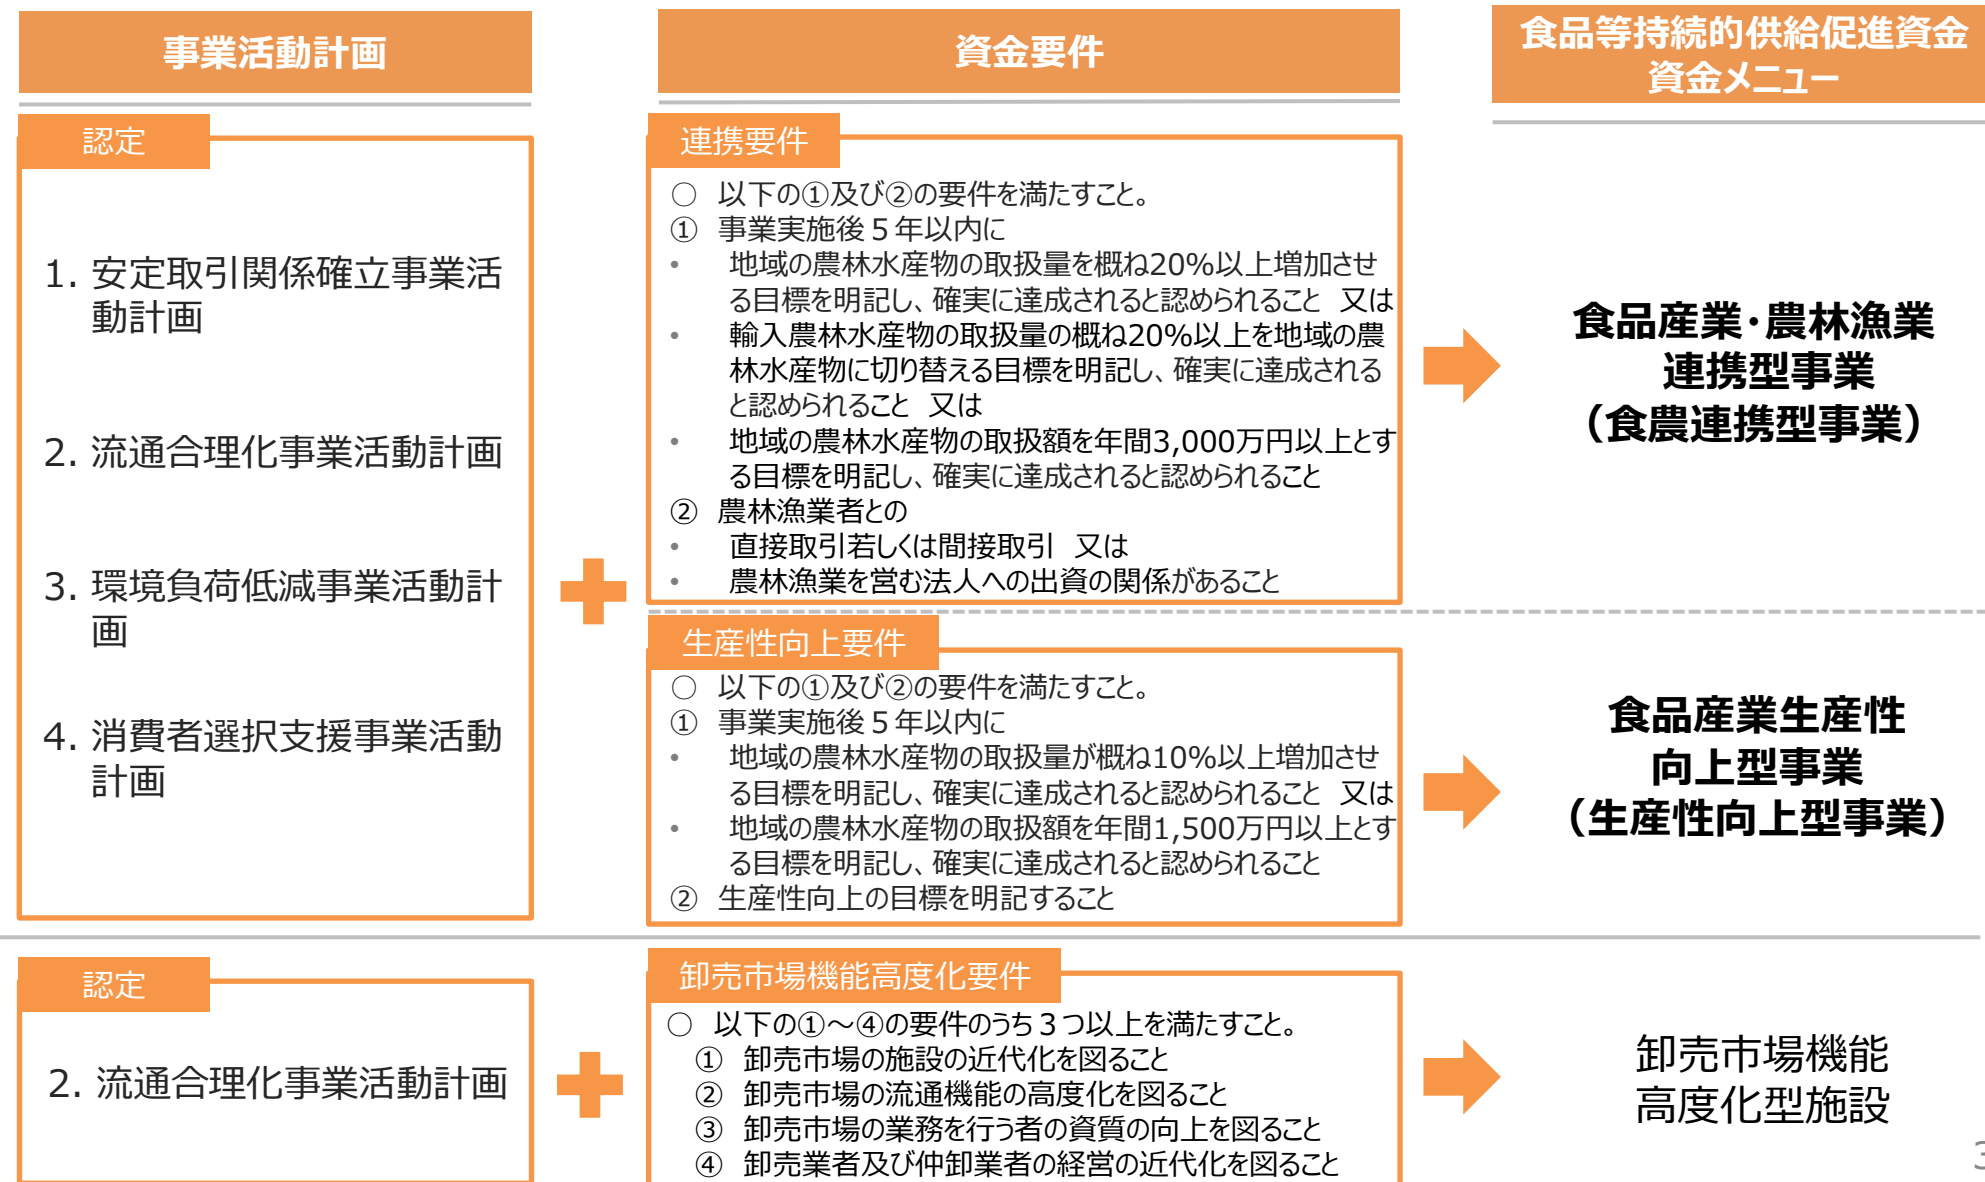 事業活動計画
資金要件
食品等持続的供給促進資金
資金メニュー
認定
1. 安定取引関係確立事業活
動計画
2. 流通合理化事業活動計画
3. 環境負荷低減事業活動計
画
4. 消費者選択支援事業活動
計画
連携要件
○ 以下の①及び②の要件を満たすこと。
① 事業実施後５年以内に
• 地域の農林水産物の取扱量を概ね20%以上増加させ
る目標を明記し、確実に達成されると認められること 又は
• 輸入農林水産物の取扱量の概ね20%以上を地域の農
林水産物に切り替える目標を明記し、確実に達成される
と認められること 又は
• 地域の農林水産物の取扱額を年間3,000万円以上とす
る目標を明記し、確実に達成されると認められること
② 農林漁業者との
• 直接取引若しくは間接取引 又は
• 農林漁業を営む法人への出資の関係があること
食品産業・農林漁業
連携型事業
（食農連携型事業）
生産性向上要件
○ 以下の①及び②の要件を満たすこと。
① 事業実施後５年以内に
• 地域の農林水産物の取扱量が概ね10%以上増加させ
る目標を明記し、確実に達成されると認められること 又は
• 地域の農林水産物の取扱額を年間1,500万円以上とす
る目標を明記し、確実に達成されると認められること
② 生産性向上の目標を明記すること
食品産業生産性
向上型事業
（生産性向上型事業）
認定
2. 流通合理化事業活動計画
卸売市場機能高度化要件
○ 以下の①～④の要件のうち３つ以上を満たすこと。
① 卸売市場の施設の近代化を図ること
② 卸売市場の流通機能の高度化を図ること
③ 卸売市場の業務を行う者の資質の向上を図ること
④ 卸売業者及び仲卸業者の経営の近代化を図ること
卸売市場機能
高度化型施設
3